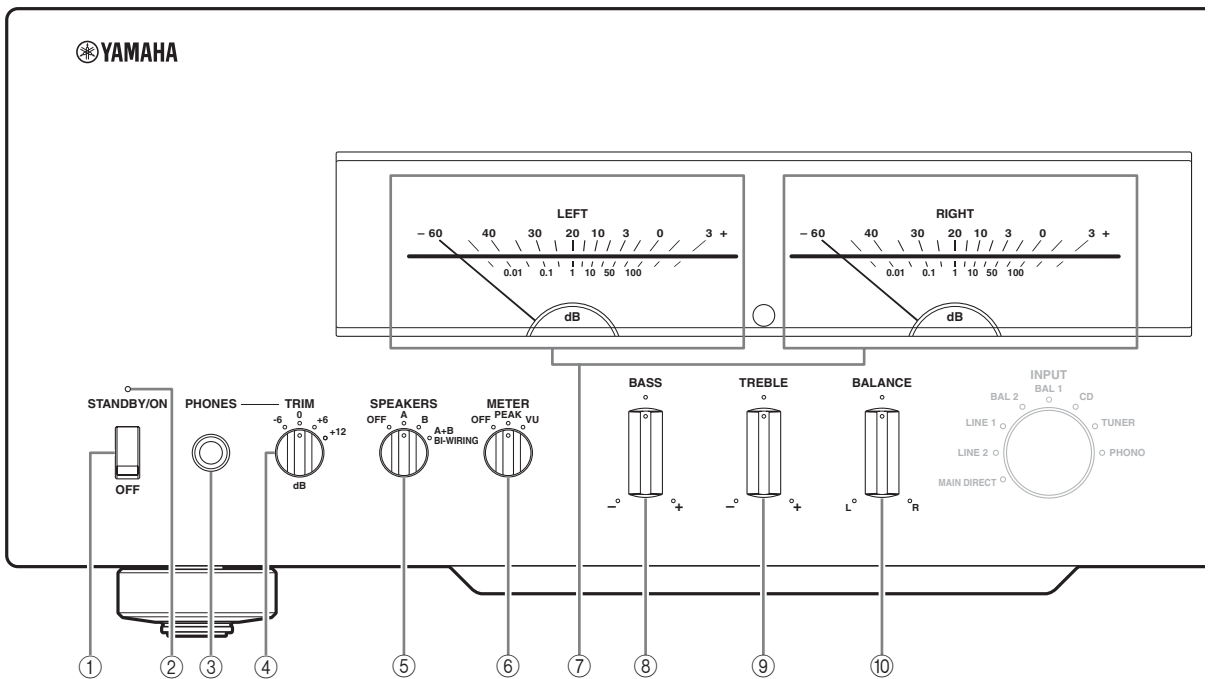 YAMAHA
LEFT
– 60 40 30 20 10 3 0 3 +
0.01 0.1 1 10 50 100
dB
RIGHT
– 60 40 30 20 10 3 0 3 +
0.01 0.1 1 10 50 100
dB
STANDBY/ON
OFF
PHONES
TRIM
-6 0 +6 +12
dB
SPEAKERS
OFF A B A+B
BI-WIRING
METER
OFF PEAK VU
BASS
– +
TREBLE
– +
BALANCE
L R
INPUT
MAIN DIRECT
LINE 2
LINE 1
BAL 2
BAL 1
CD
TUNER
PHONO
① ② ③ ④ ⑤ ⑥ ⑦ ⑧ ⑨ ⑩